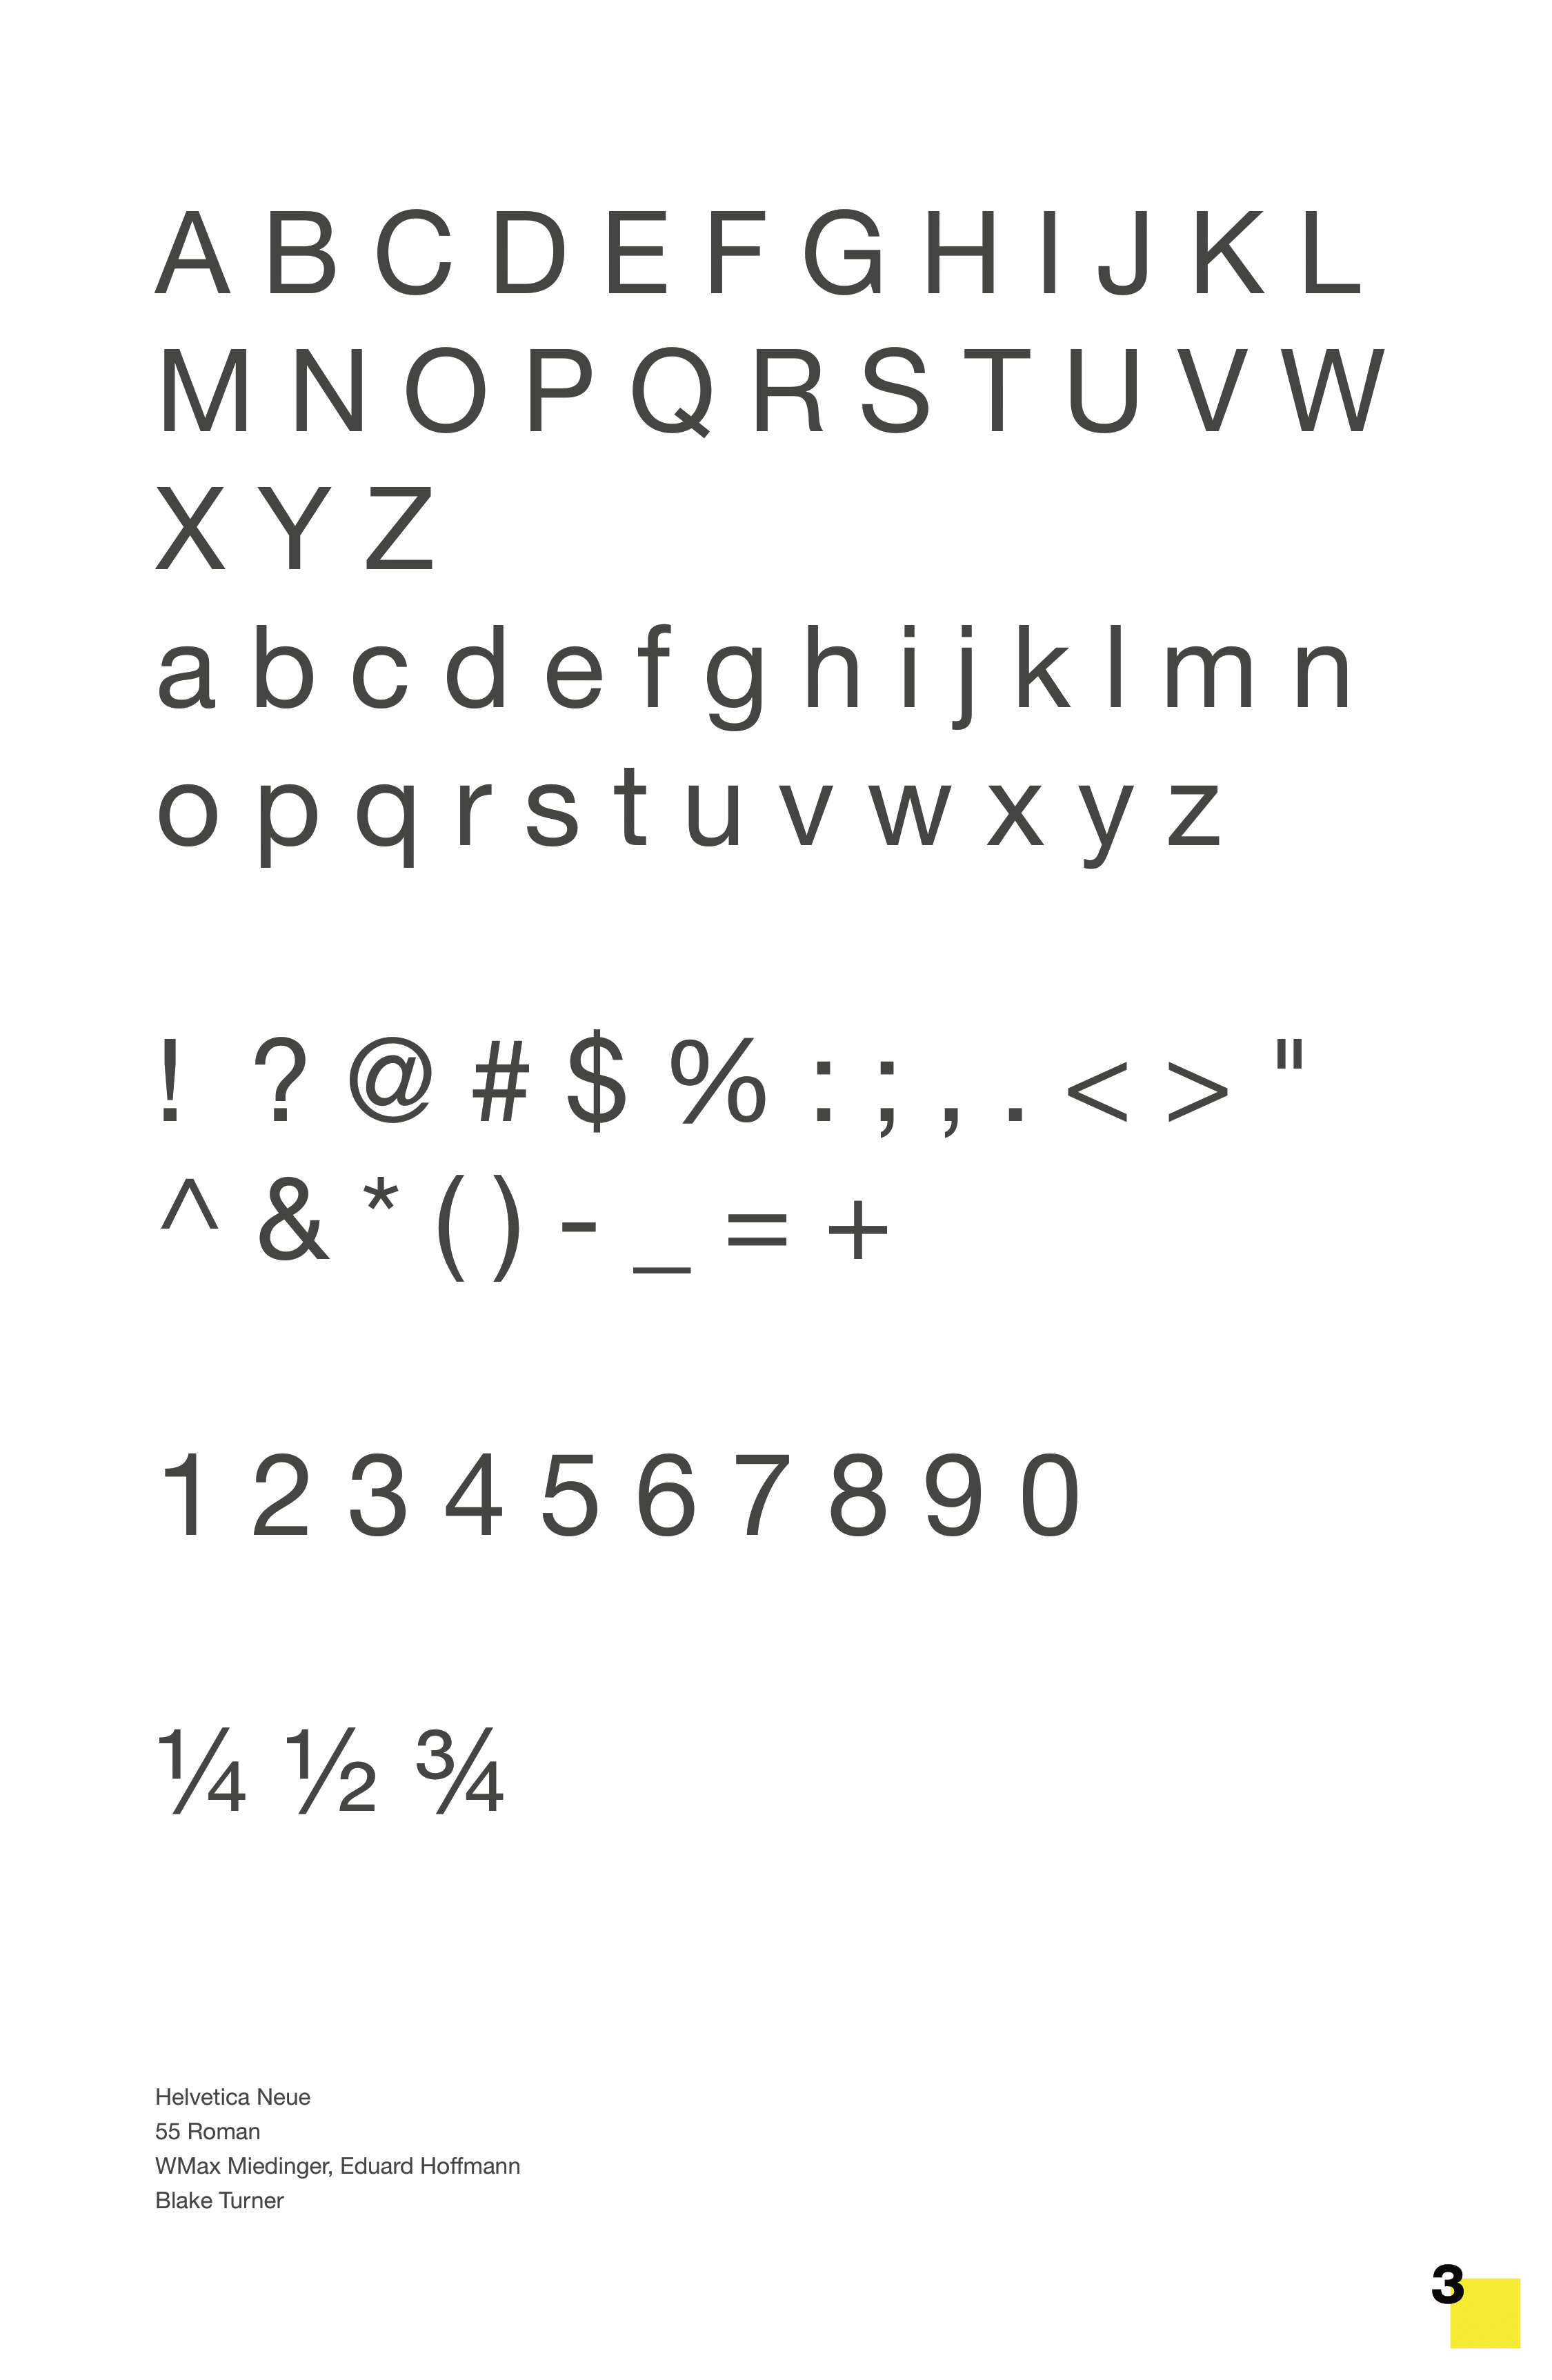 A B C D E F G H I J K L
M N O P Q R S T U V W
X Y Z
a b c d e f g h i j k l m n
o p q r s t u v w x y z
! ? @ # $ % : ; , . < > "
^ & * ( ) - _ = +
1 2 3 4 5 6 7 8 9 0
¼ ½ ¾
Helvetica Neue
55 Roman
WMax Miedinger, Eduard Hoffmann
Blake Turner
3